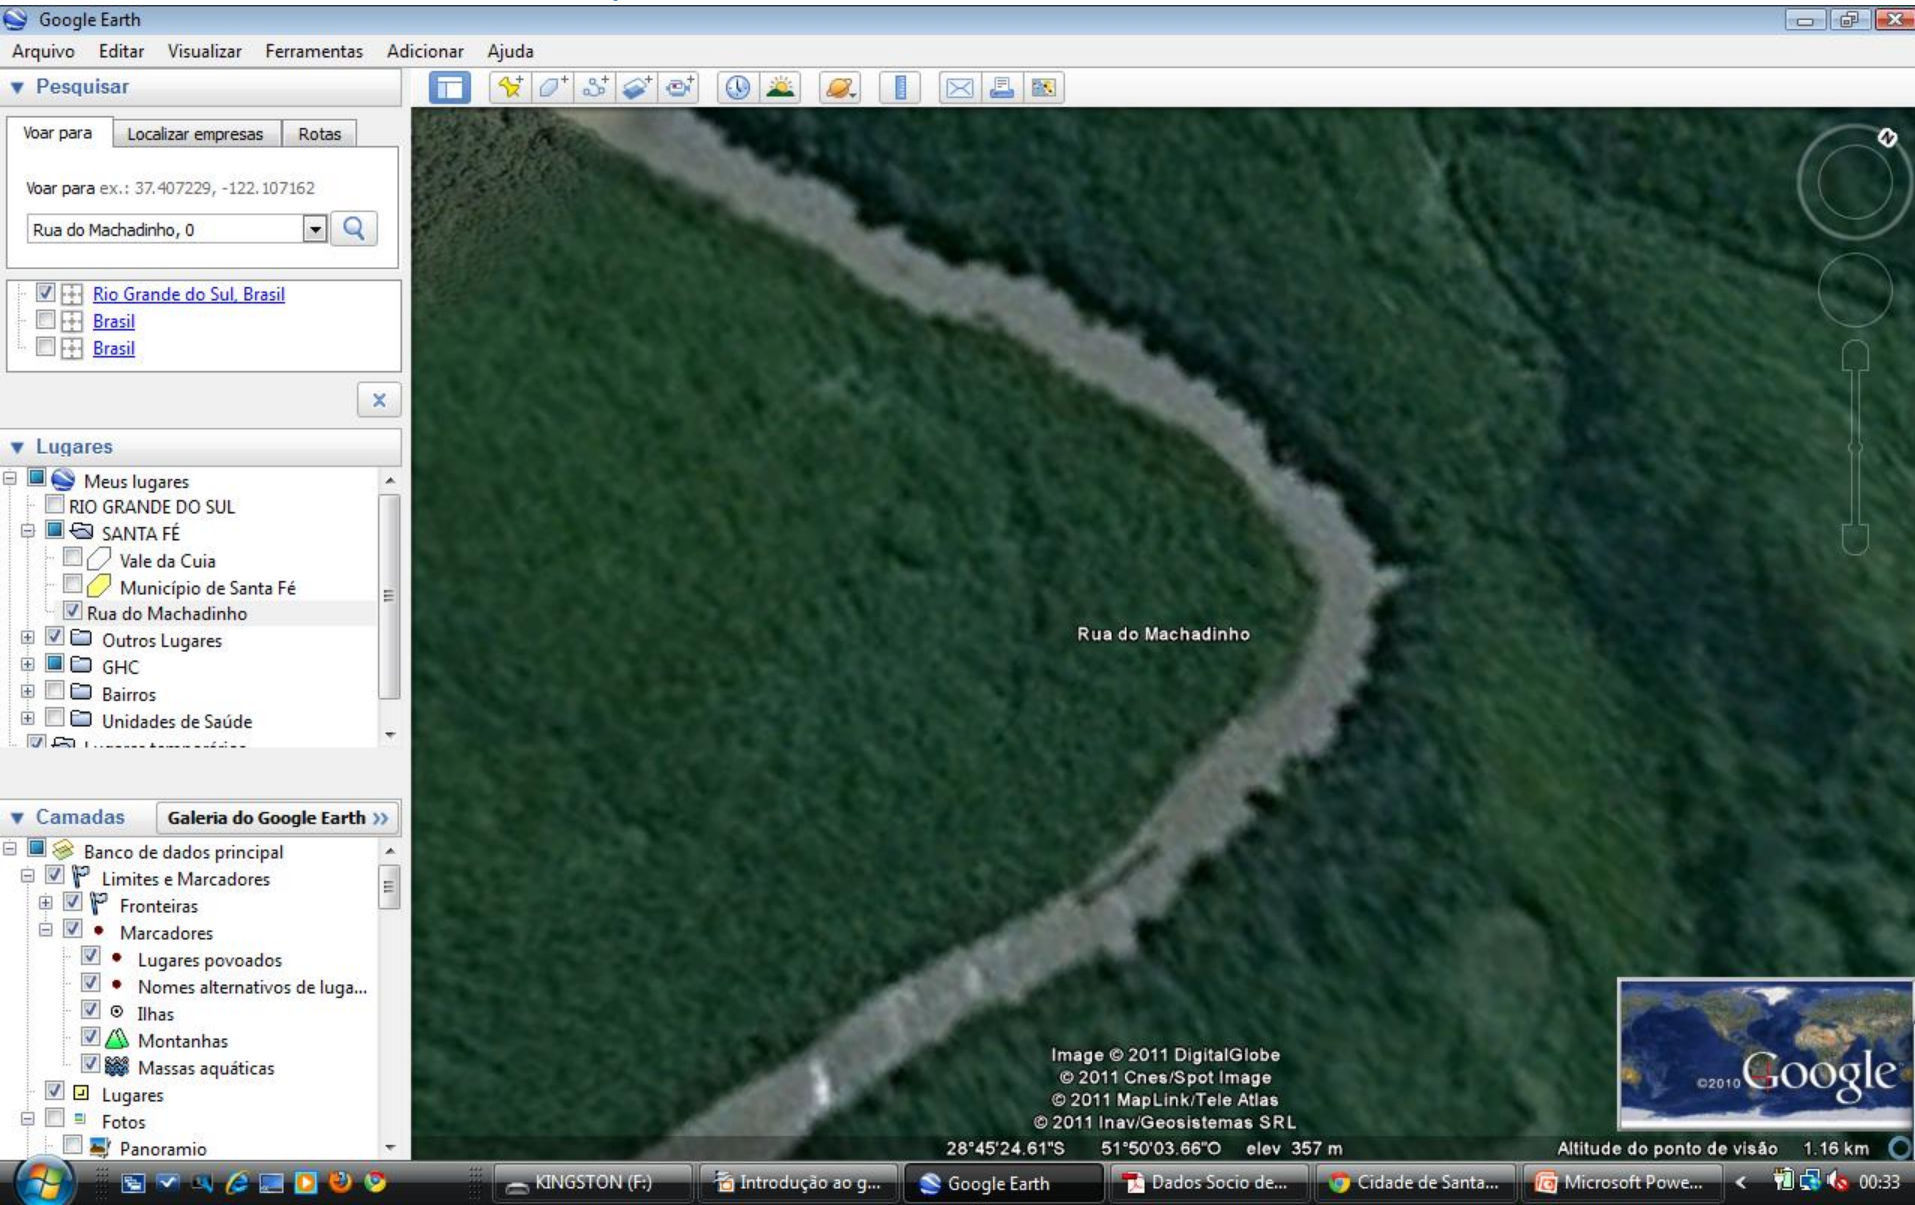 Google Earth
Arquivo Editar Visualizar Ferramentas Adicionar Ajuda
Pesquisar
Voar para Localizar empresas Rotas
Voar para ex.: 37.407229, -122.107162
Rua do Machadinho, 0
Rio Grande do Sul, Brasil
Brasil
Brasil
Lugares
Meus lugares
RIO GRANDE DO SUL
SANTA FÉ
Vale da Cuia
Município de Santa Fé
Rua do Machadinho
Outros Lugares
GHC
Bairros
Unidades de Saúde
Camadas Galeria do Google Earth »
Banco de dados principal
Limites e Marcadores
Fronteiras
Marcadores
Lugares povoados
Nomes alternativos de luga...
Ilhas
Montanhas
Massas aquáticas
Lugares
Fotos
Panoramio
N
Rua do Machadinho
Image © 2011 DigitalGlobe
© 2011 Cnes/Spot Image
© 2011 MapLink/Tele Atlas
© 2011 Inav/Geosistemas SRL
©2010 Google
28°45'24.61"S 51°50'03.66"O elev 357 m
Altitude do ponto de visão 1.16 km
KINGSTON (F:) Introdução ao g... Google Earth Dados Socio de... Cidade de Santa... Microsoft Powe... < 00:33